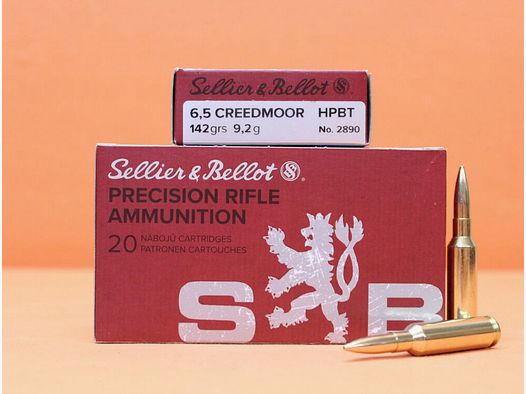 Sellier & Bellot
6,5 CREEDMOOR HPBT
142grs 9,2g No. 2890
Sellier & Bellot
PRECISION RIFLE
AMMUNITION
20 NÁBOJŮ CARTRIDGES
PATRONEN CARTOUCHES
S B